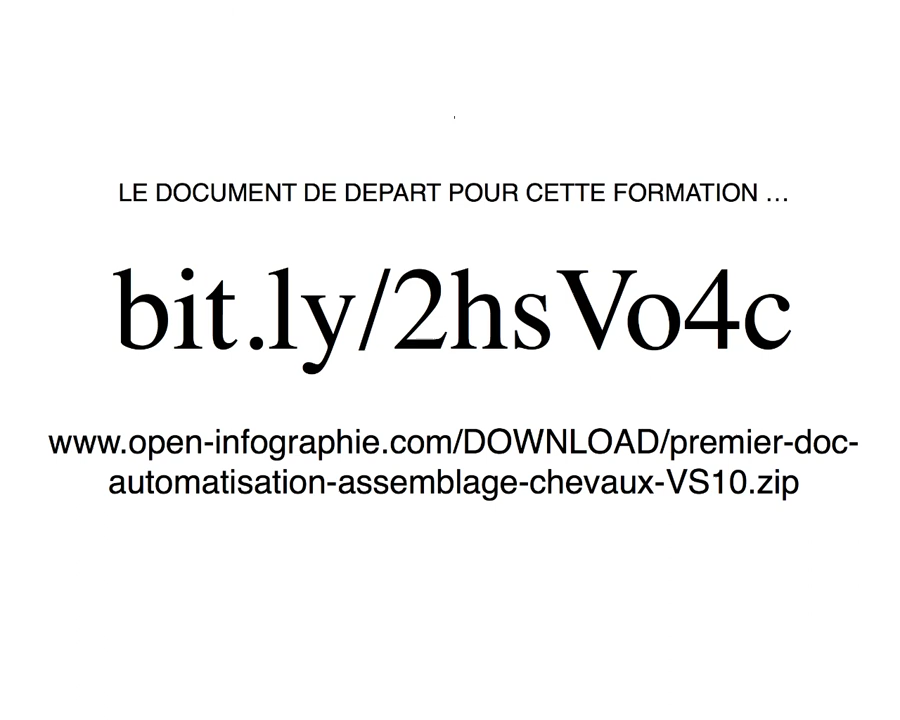 LE DOCUMENT DE DEPART POUR CETTE FORMATION …
bit.ly/2hsVo4c
www.open-infographie.com/DOWNLOAD/premier-doc-
automatisation-assemblage-chevaux-VS10.zip